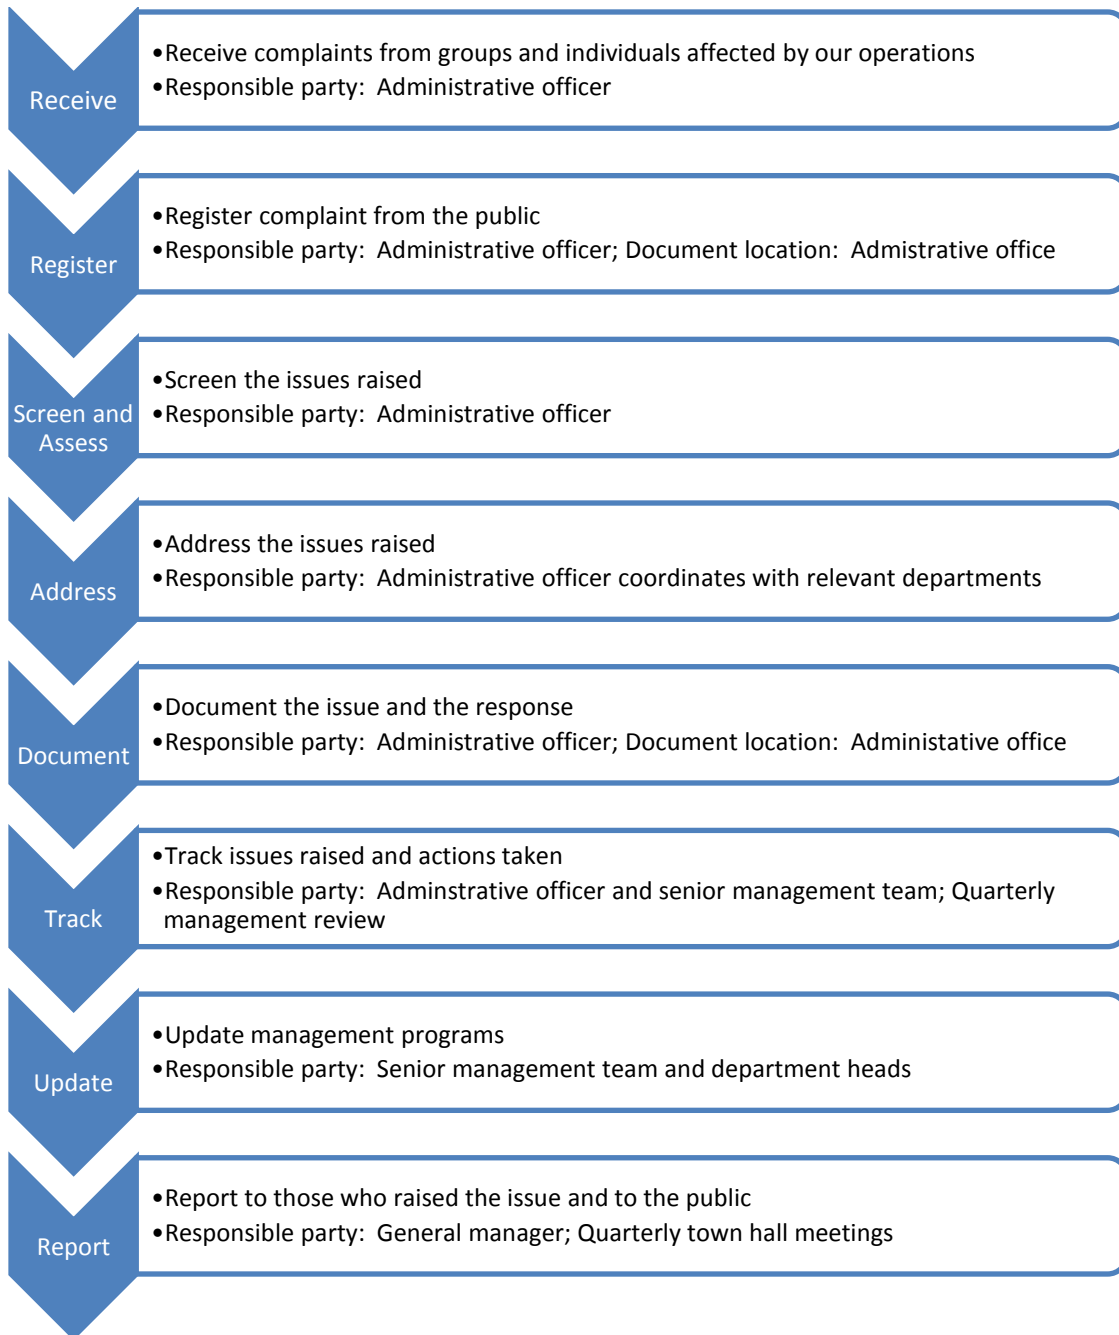 Receive
•Receive complaints from groups and individuals affected by our operations
•Responsible party:  Administrative officer
Register
•Register complaint from the public
•Responsible party:  Administrative officer; Document location:  Admistrative office
Screen and
Assess
•Screen the issues raised
•Responsible party:  Administrative officer
Address
•Address the issues raised
•Responsible party:  Administrative officer coordinates with relevant departments
Document
•Document the issue and the response
•Responsible party:  Administrative officer; Document location:  Administative office
Track
•Track issues raised and actions taken
•Responsible party:  Adminstrative officer and senior management team; Quarterly
management review
Update
•Update management programs
•Responsible party:  Senior management team and department heads
Report
•Report to those who raised the issue and to the public
•Responsible party:  General manager; Quarterly town hall meetings